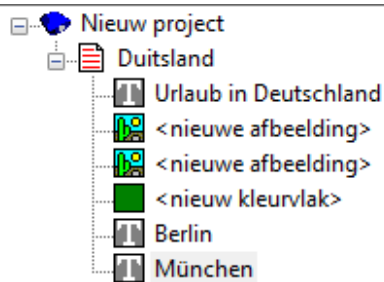 Nieuw project
Duitsland
Urlaub in Deutschland
<nieuwe afbeelding>
<nieuwe afbeelding>
<nieuw kleurvlak>
Berlin
München